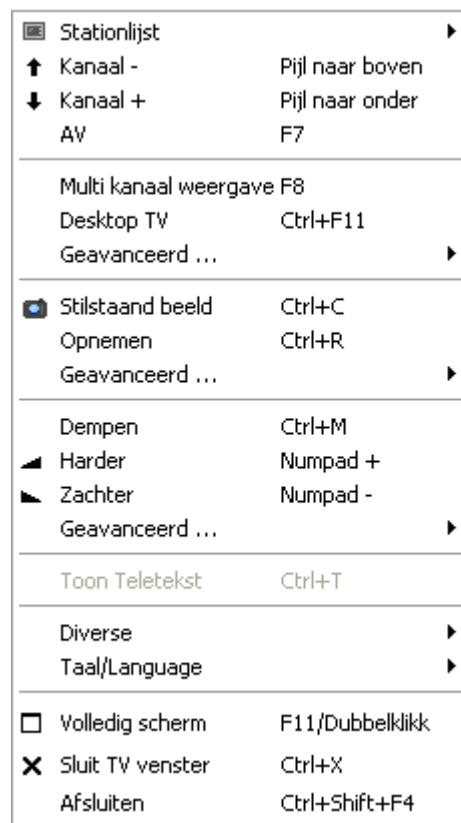 Stationlijst
Kanaal - Pijl naar boven
Kanaal + Pijl naar onder
AV F7
Multi kanaal weergave F8
Desktop TV Ctrl+F11
Geavanceerd ...
Stilstaand beeld Ctrl+C
Opnemen Ctrl+R
Geavanceerd ...
Dempen Ctrl+M
Harder Numpad +
Zachter Numpad -
Geavanceerd ...
Toon Teletekst Ctrl+T
Diverse
Taal/Language
Volledig scherm F11/Dubbelklikk
Sluit TV venster Ctrl+X
Afsluiten Ctrl+Shift+F4